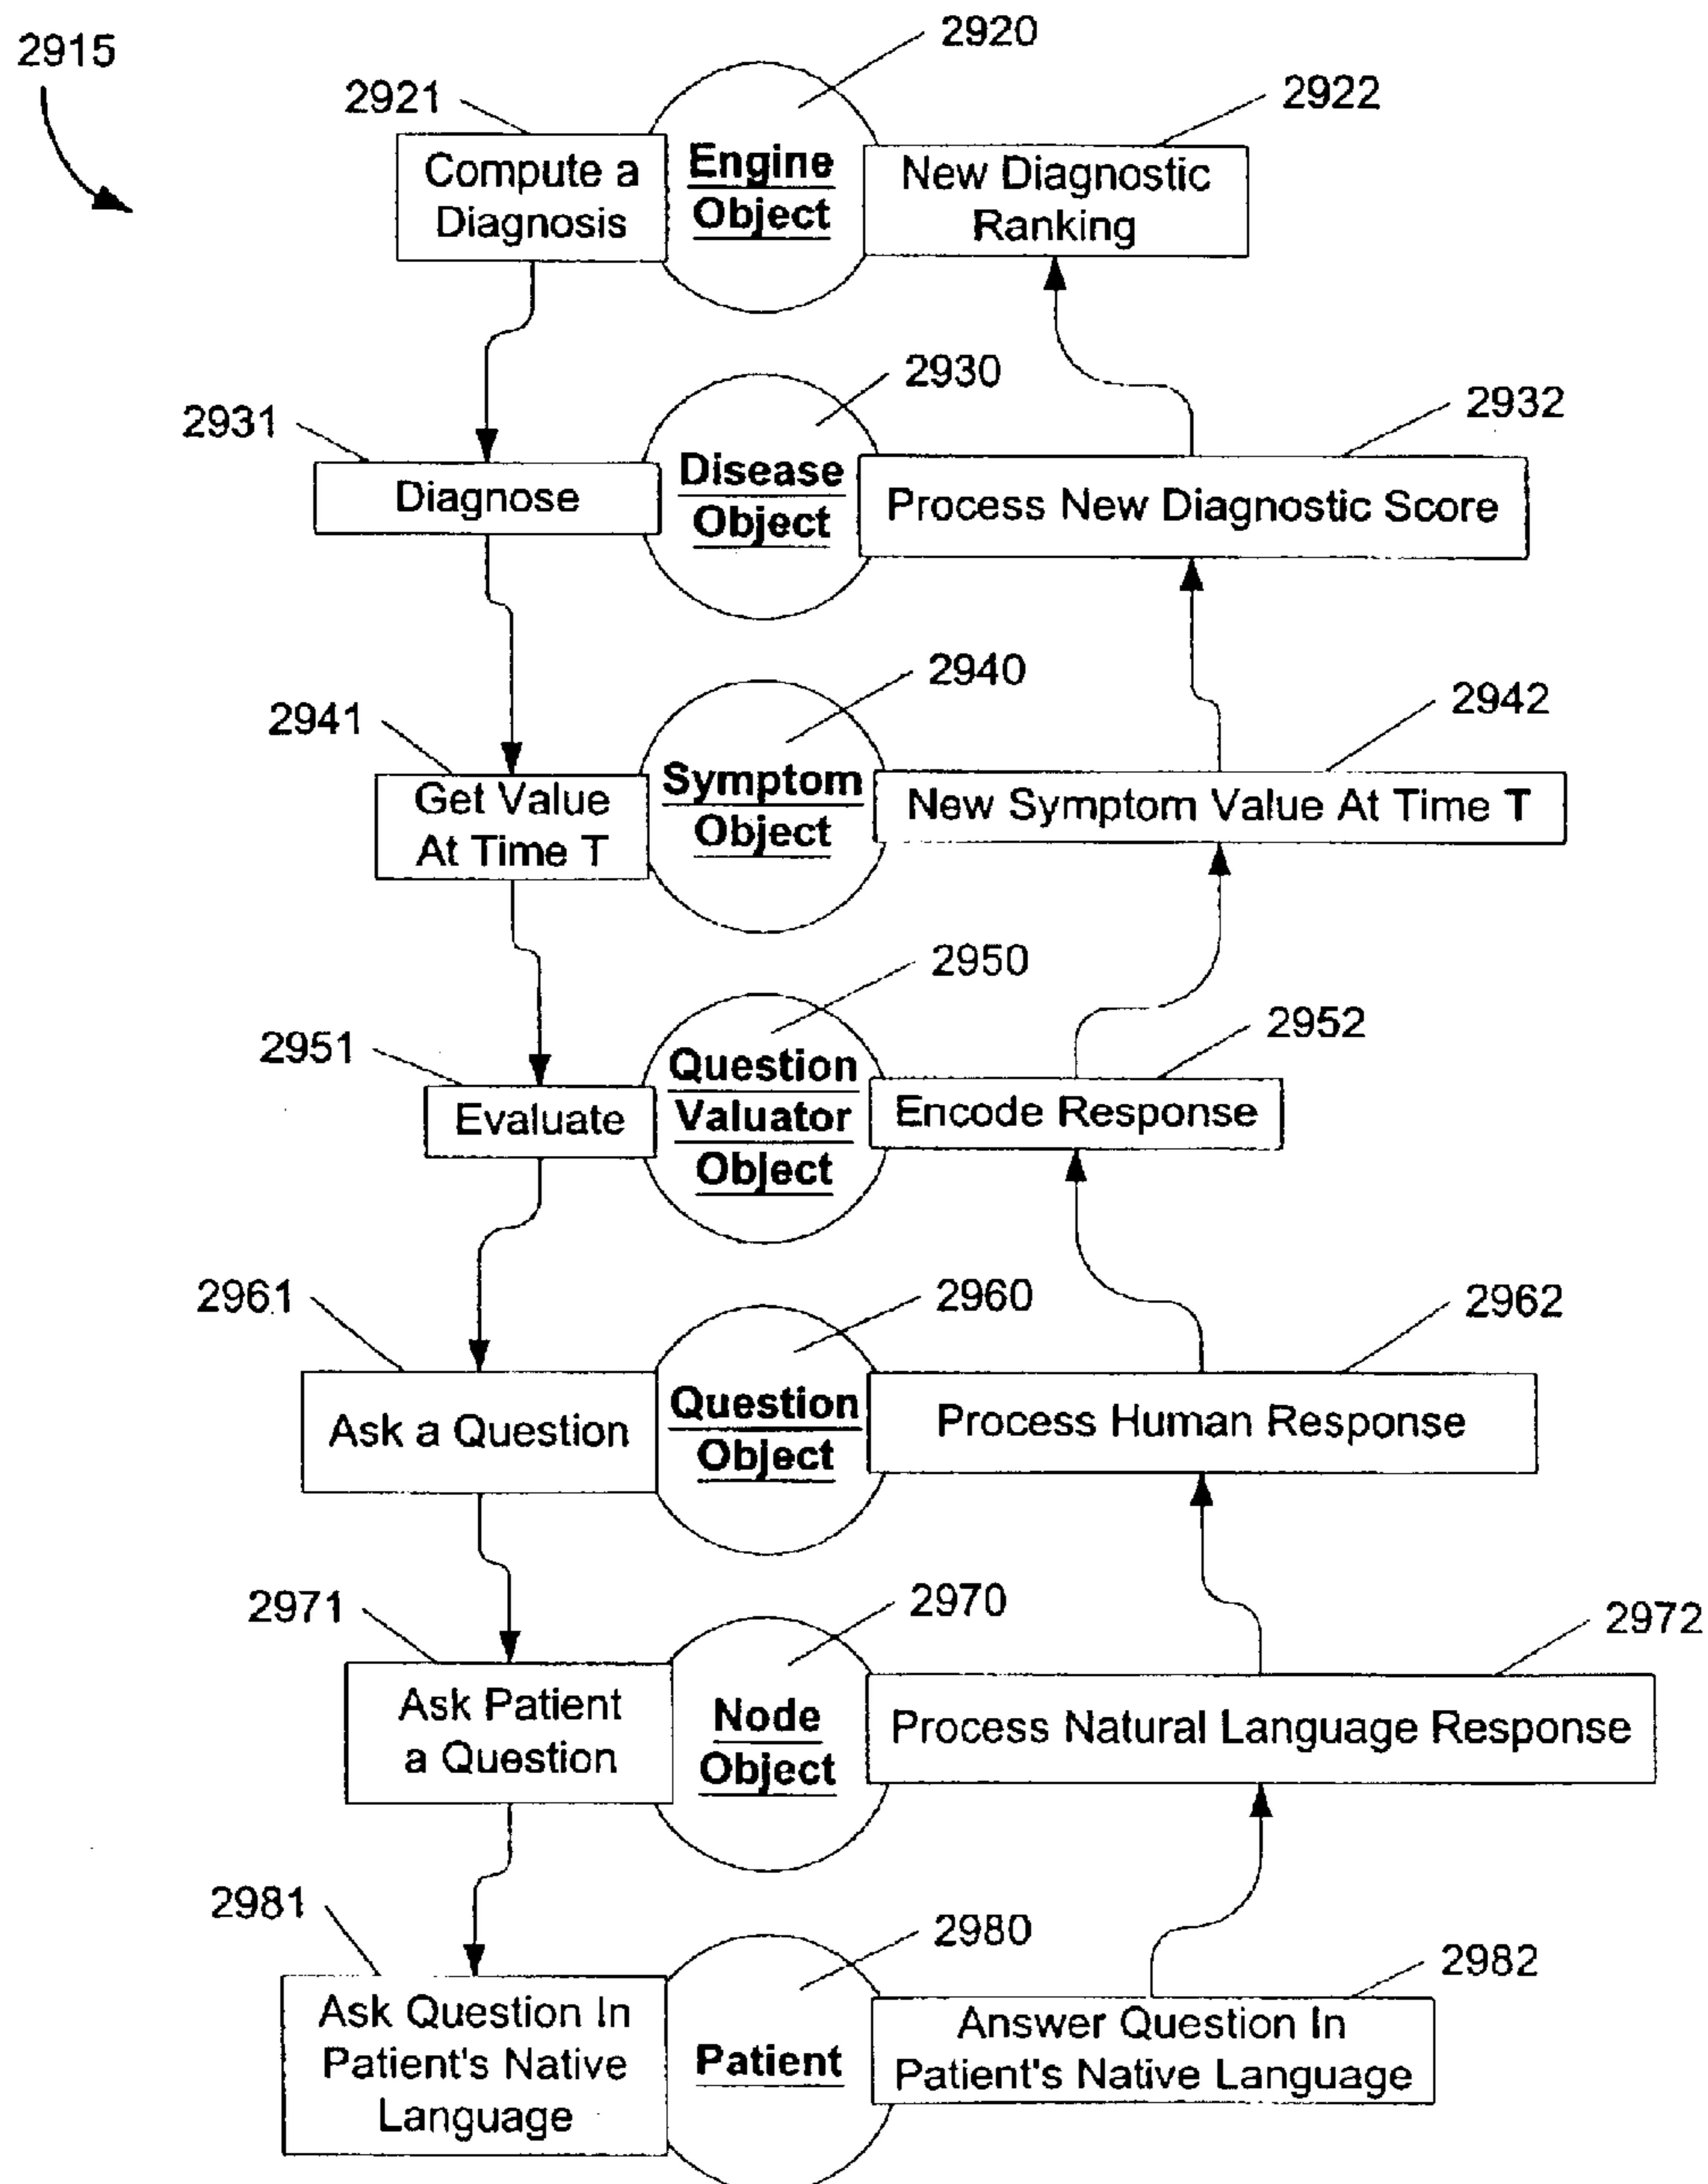 2915
2920
2921
2922
Compute a
Diagnosis
Engine
Object
New Diagnostic
Ranking
2930
2931
2932
Diagnose
Disease
Object
Process New Diagnostic Score
2940
2941
2942
Get Value
At Time T
Symptom
Object
New Symptom Value At Time T
2950
2951
2952
Evaluate
Question
Valuator
Object
Encode Response
2960
2961
2962
Ask a Question
Question
Object
Process Human Response
2970
2971
2972
Ask Patient
a Question
Node
Object
Process Natural Language Response
2980
2981
2982
Ask Question In
Patient's Native
Language
Patient
Answer Question In
Patient's Native Language